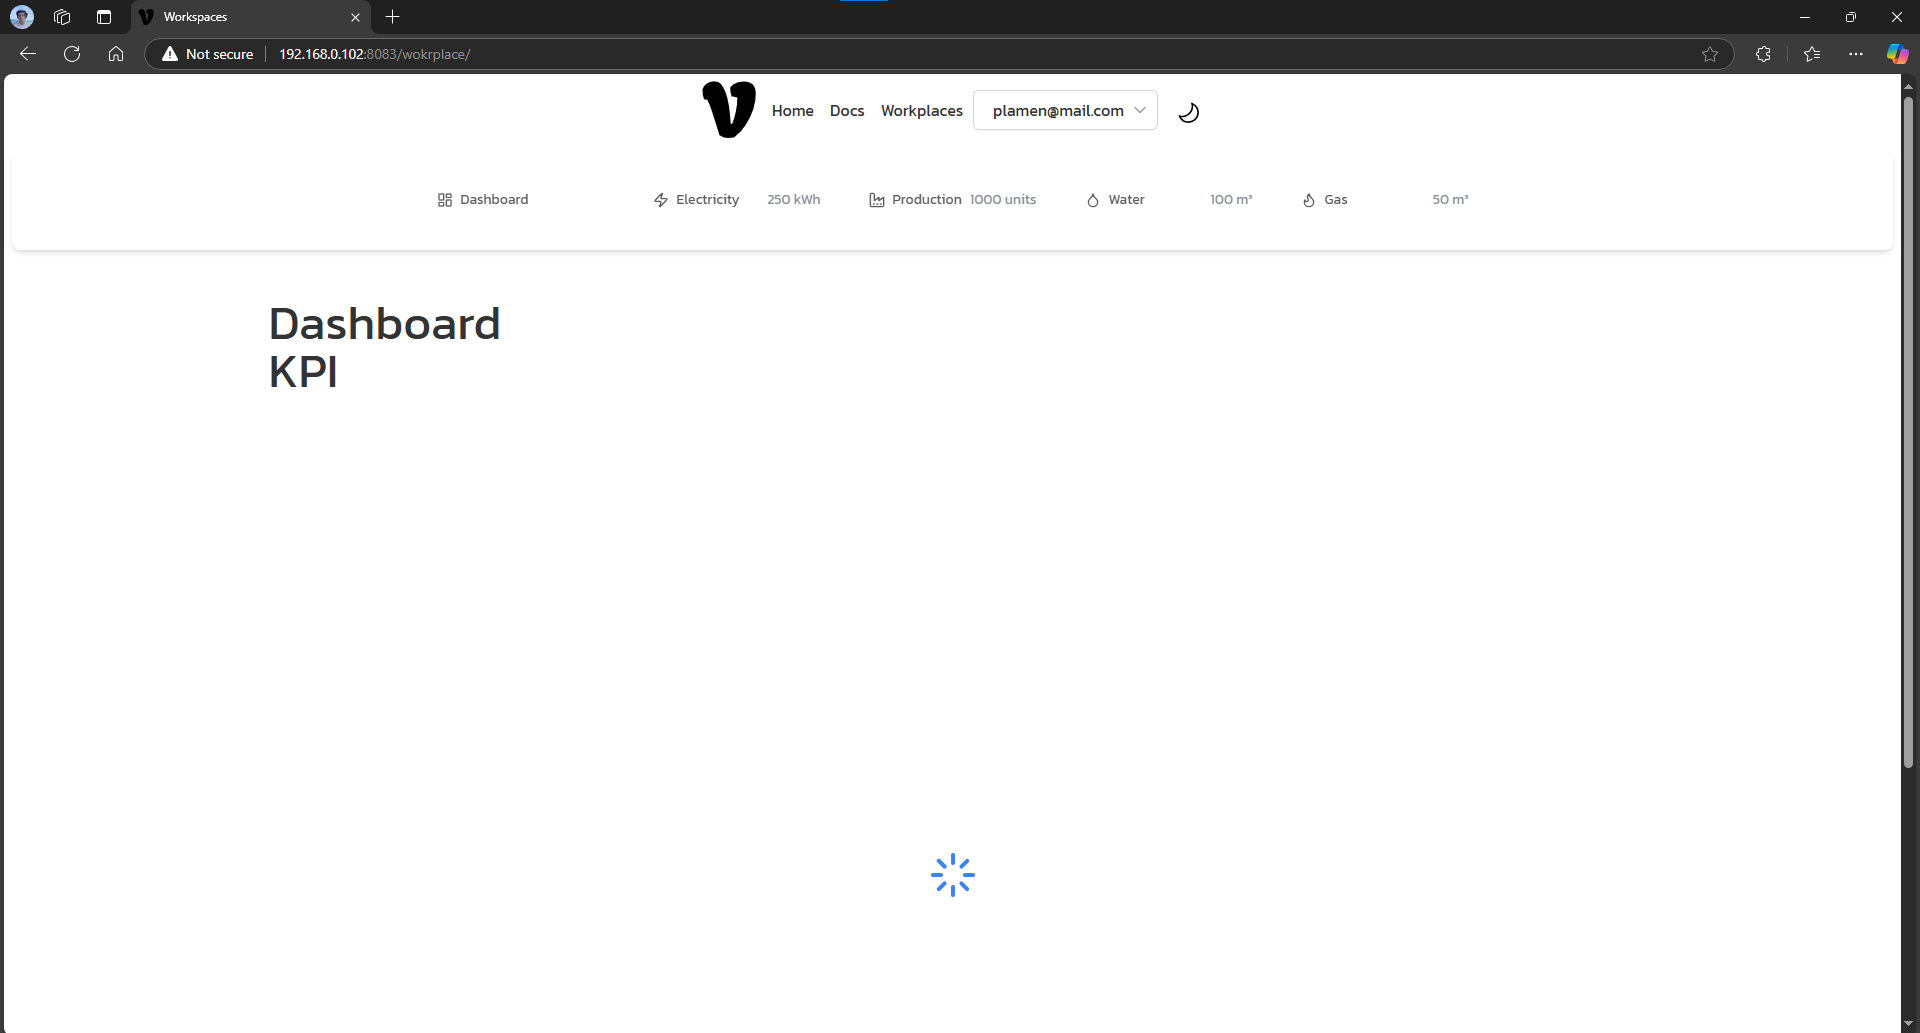 Workspaces
Not secure 192.168.0.102:8083/wokrplace/
V Home Docs Workplaces plamen@mail.com
Dashboard Electricity 250 kWh Production 1000 units Water 100 m³ Gas 50 m³
Dashboard
KPI